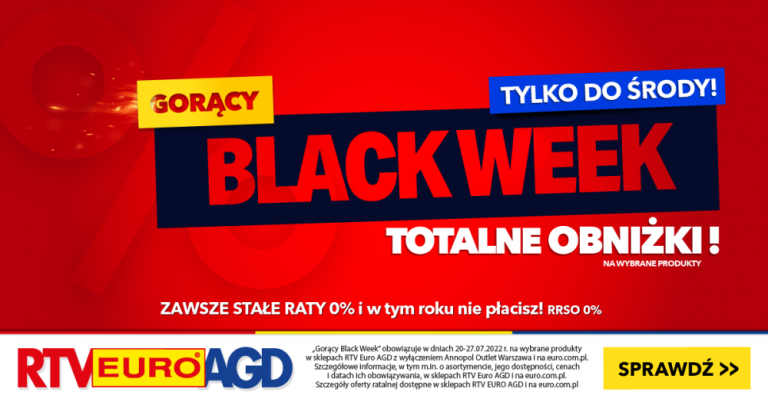 GORĄCY
TYLKO DO ŚRODY!
BLACK WEEK
TOTALNE OBNIŻKI !
NA WYBRANE PRODUKTY
ZAWSZE STAŁE RATY 0% i w tym roku nie płacisz! RRSO 0%
RTV EURO® AGD
„Gorący Black Week" obowiązuje w dniach 20-27.07.2022 r. na wybrane produkty
w sklepach RTV Euro AGD z wyłączeniem Annopol Outlet Warszawa i na euro.com.pl.
Szczegółowe informacje, w tym m.in. o asortymencie, jego dostępności, cenach
i datach ich obowiązywania, w sklepach RTV Euro AGD i na euro.com.pl.
Szczegóły oferty ratalnej dostępne w sklepach RTV EURO AGD i na euro.com.pl
SPRAWDŹ >>